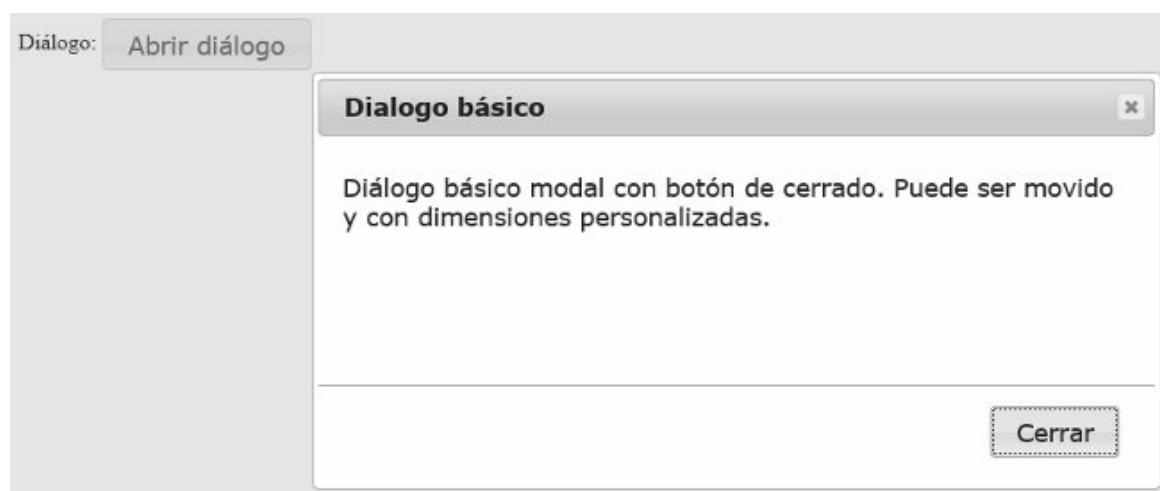 Diálogo: Abrir diálogo
Dialogo básico
Diálogo básico modal con botón de cerrado. Puede ser movido
y con dimensiones personalizadas.
Cerrar